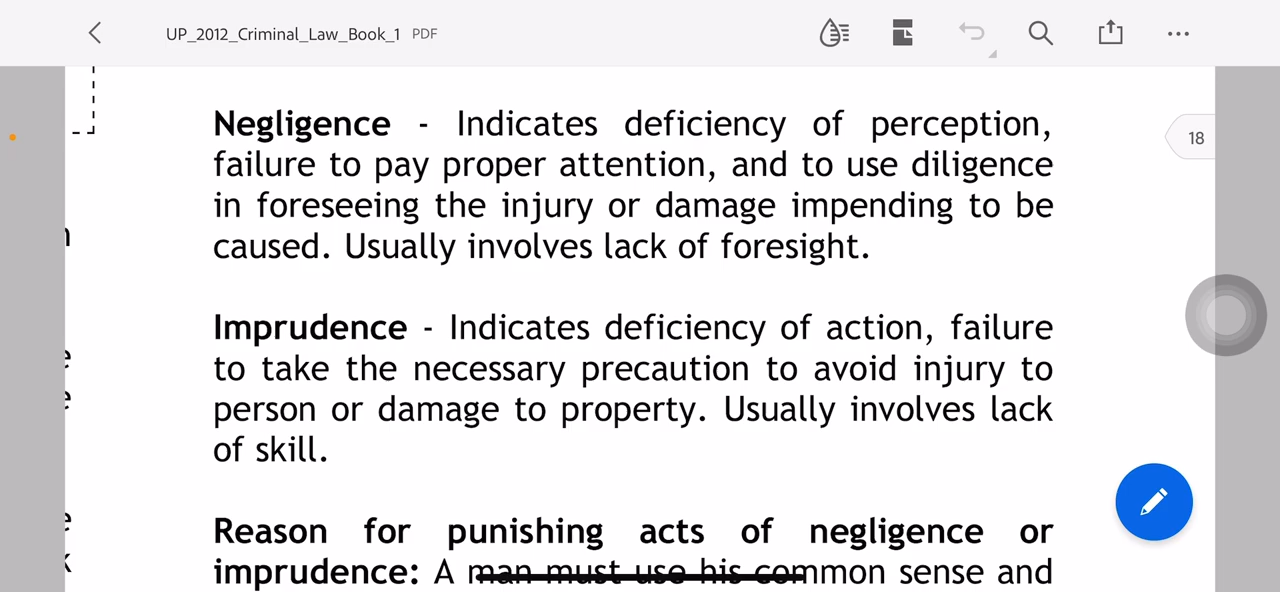 UP_2012_Criminal_Law_Book_1 PDF
18
Negligence - Indicates deficiency of perception,
failure to pay proper attention, and to use diligence
in foreseeing the injury or damage impending to be
caused. Usually involves lack of foresight.
Imprudence - Indicates deficiency of action, failure
to take the necessary precaution to avoid injury to
person or damage to property. Usually involves lack
of skill.
Reason for punishing acts of negligence or
imprudence: A man must use his common sense and